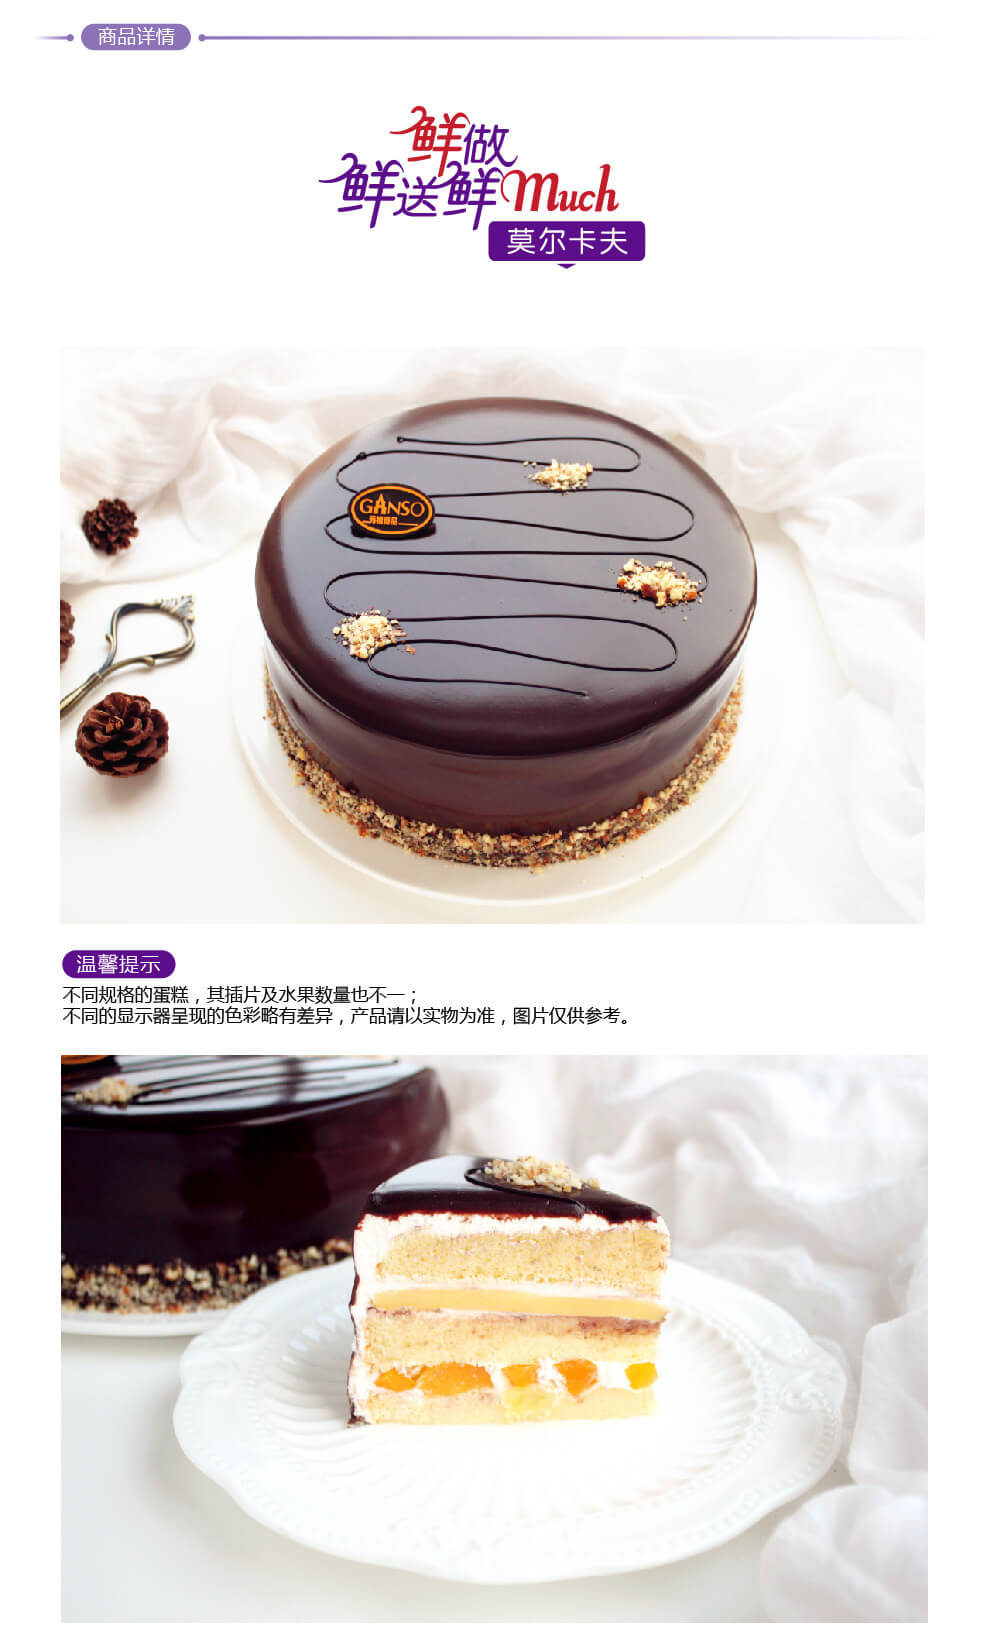 商品详情
鲜做
鲜送鲜Much
莫尔卡夫
GANSO
温馨提示
不同规格的蛋糕，其插片及水果数量也不一；
不同的显示器呈现的色彩略有差异，产品请以实物为准，图片仅供参考。